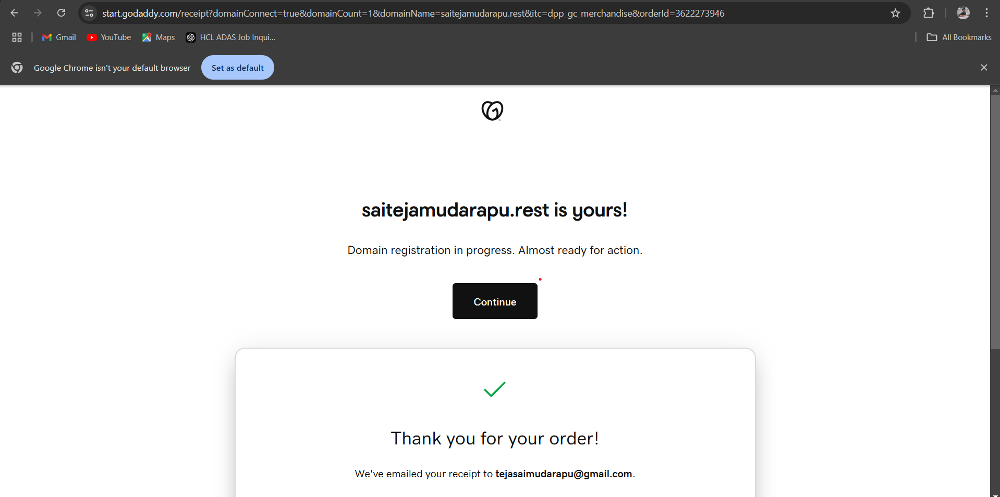 start.godaddy.com/receipt?domainConnect=true&domainCount=1&domainName=saitejamudarapu.rest&itc=dpp_gc_merchandise&orderId=3622273946
Gmail YouTube Maps HCL ADAS Job Inqui... All Bookmarks
Google Chrome isn't your default browser Set as default
saitejamudarapu.rest is yours!
Domain registration in progress. Almost ready for action.
Continue
Thank you for your order!
We've emailed your receipt to tejasaimudarapu@gmail.com.